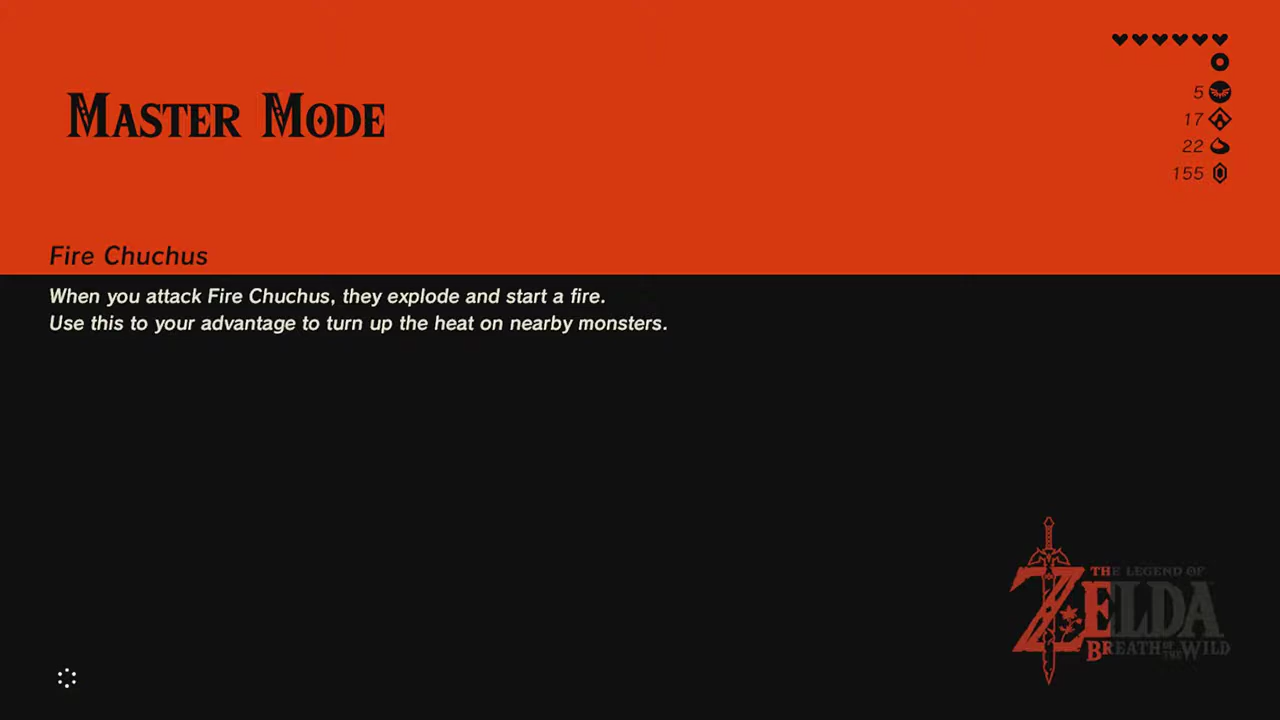 MASTER MODE
5
17
22
155
Fire Chuchus
When you attack Fire Chuchus, they explode and start a fire.
Use this to your advantage to turn up the heat on nearby monsters.
THE LEGEND OF
ZELDA
BREATH OF THE WILD